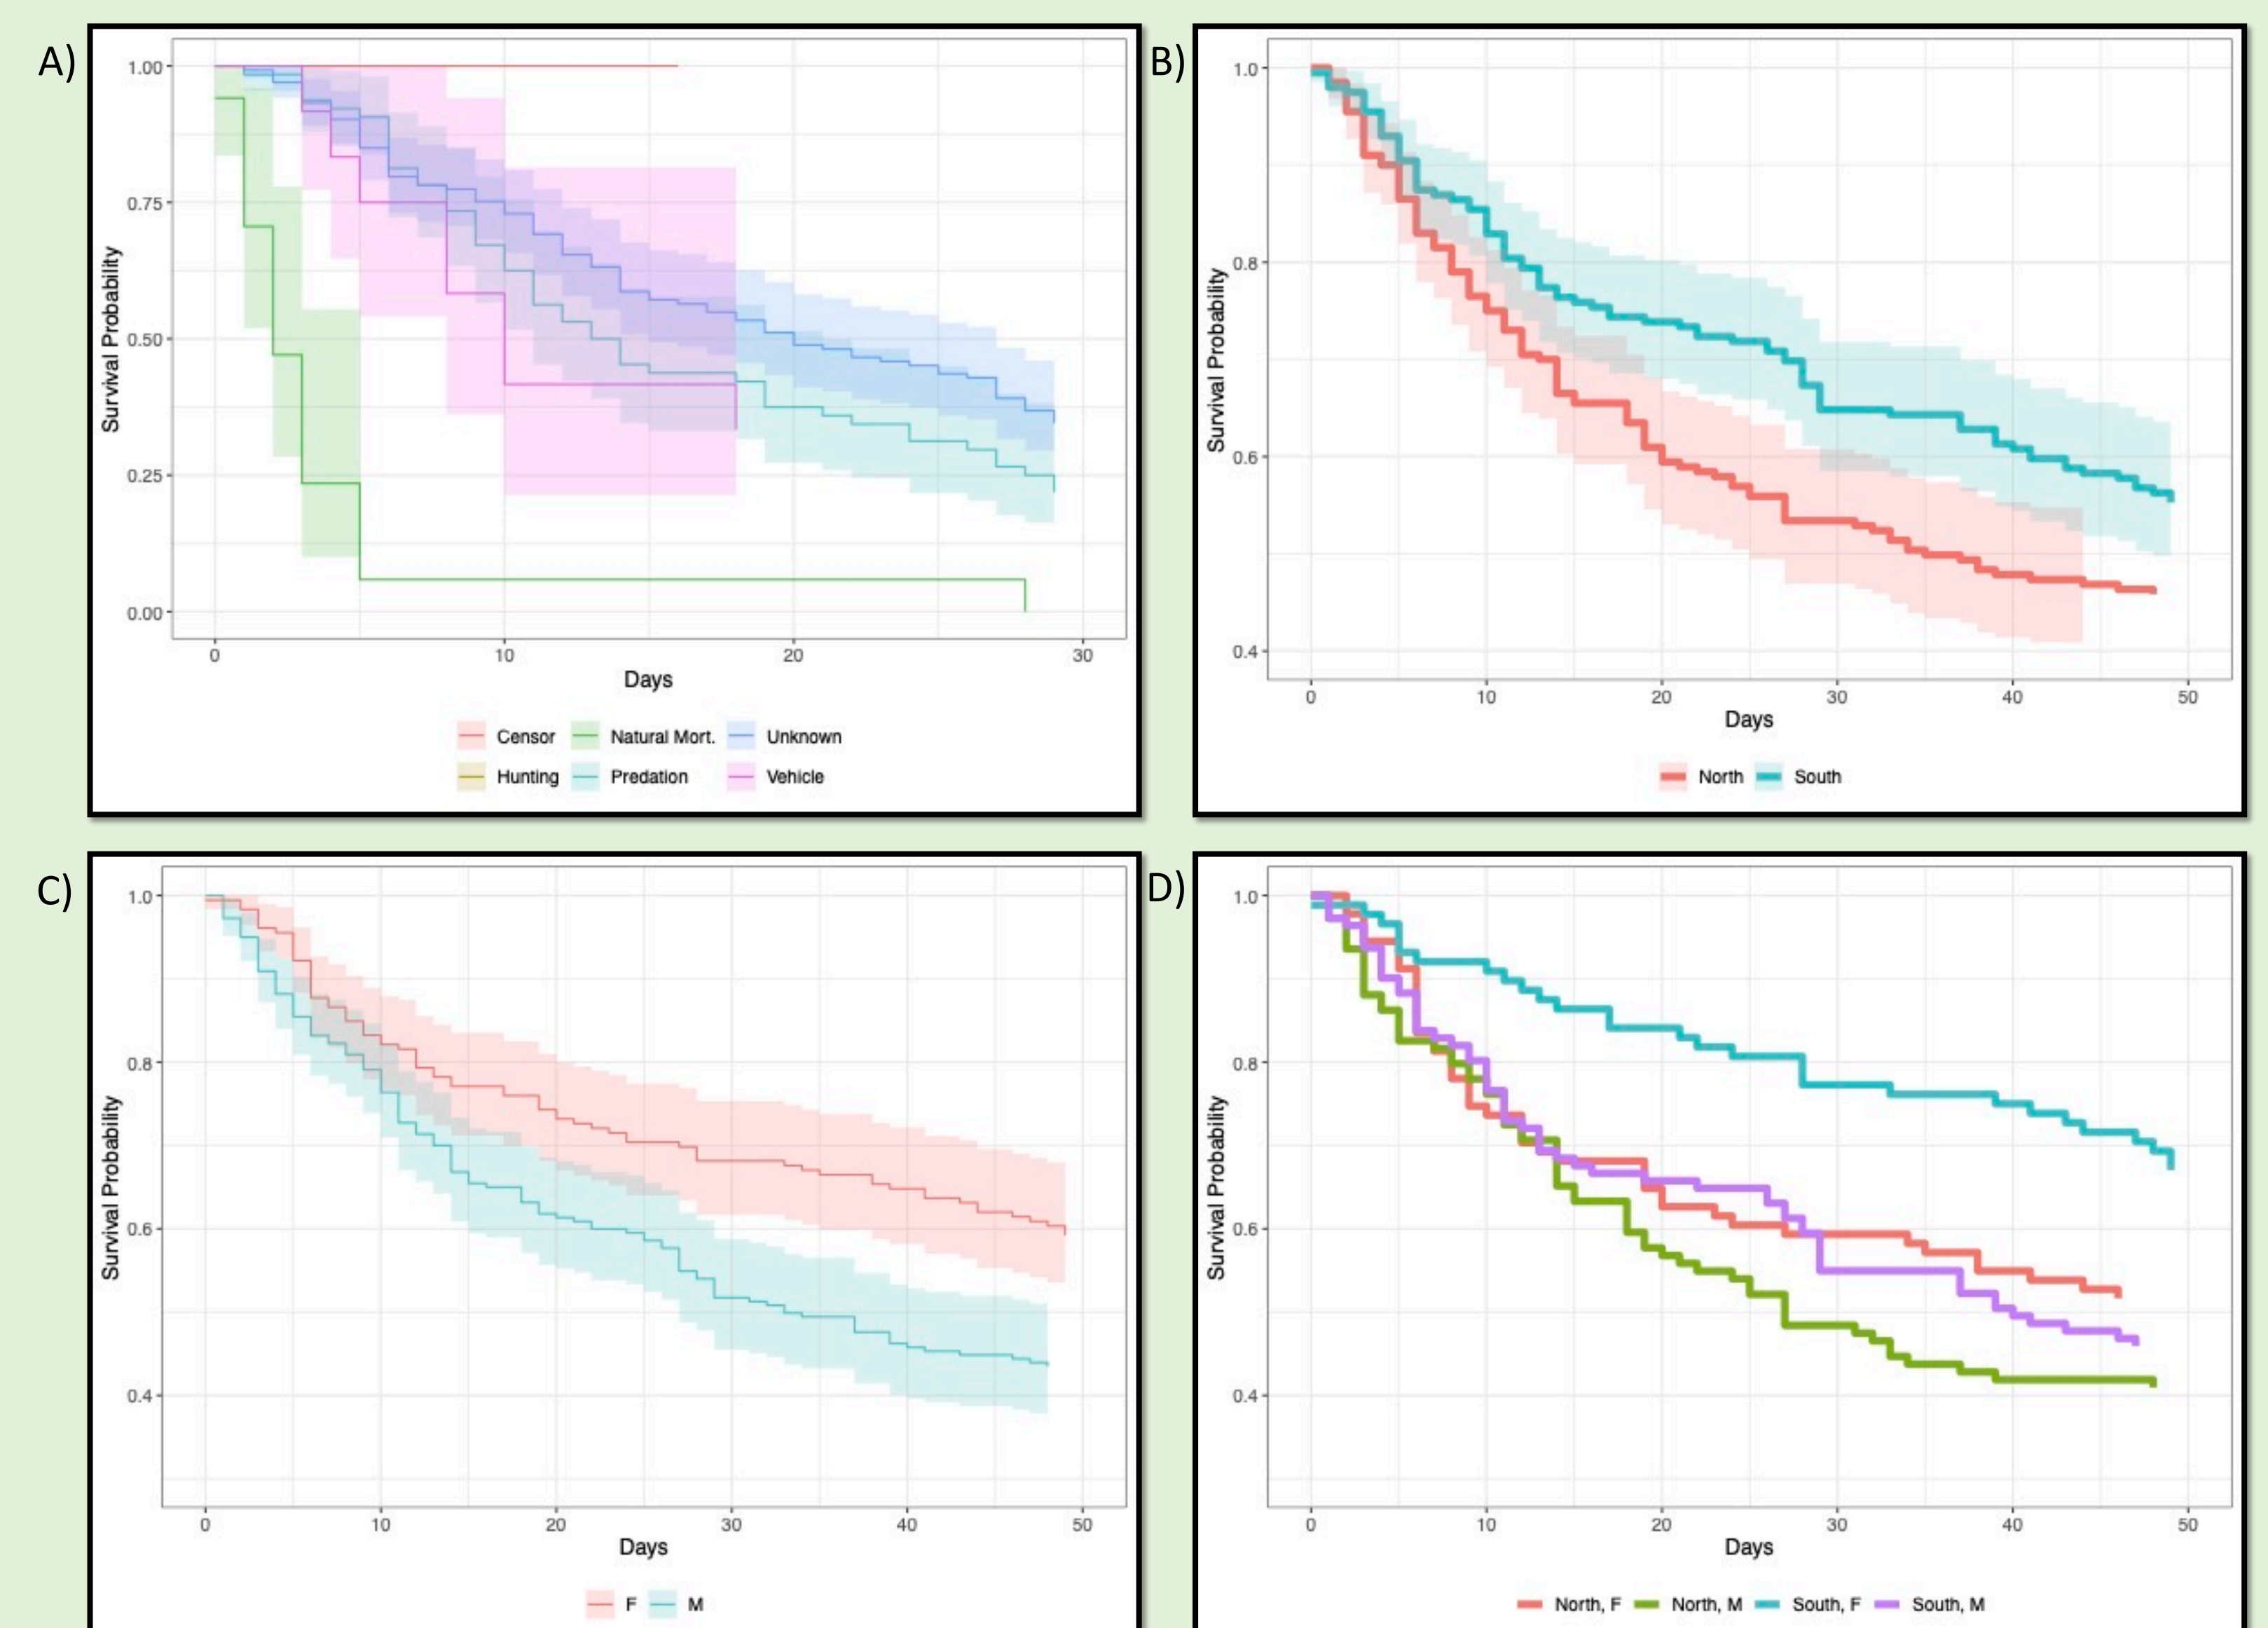 A)
1.00
0.75
0.50
0.25
0.00
Survival Probability
0 10 20 30
Days
Censor Natural Mort. Unknown
Hunting Predation Vehicle
B)
1.0
0.8
0.6
0.4
Survival Probability
0 10 20 30 40 50
Days
North South
C)
1.0
0.8
0.6
0.4
Survival Probability
0 10 20 30 40 50
Days
F M
D)
1.0
0.8
0.6
0.4
Survival Probability
0 10 20 30 40 50
Days
North, F North, M South, F South, M